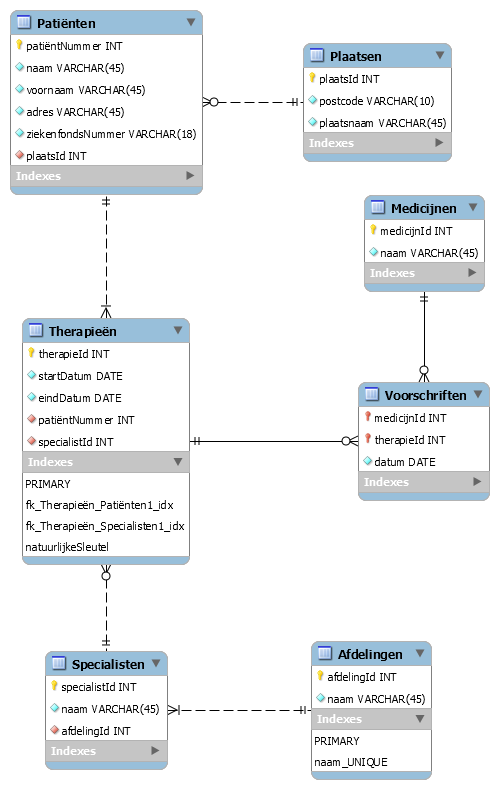 Patiënten
patiëntNummer INT
naam VARCHAR(45)
voornaam VARCHAR(45)
adres VARCHAR(45)
ziekenfondsNummer VARCHAR(18)
plaatsId INT
Indexes
Plaatsen
plaatsId INT
postcode VARCHAR(10)
plaatsnaam VARCHAR(45)
Indexes
Medicijnen
medicijnId INT
naam VARCHAR(45)
Indexes
Therapieën
therapieId INT
startDatum DATE
eindDatum DATE
patiëntNummer INT
specialistId INT
Indexes
PRIMARY
fk_Therapieën_Patiënten1_idx
fk_Therapieën_Specialisten1_idx
natuurlijkeSleutel
Voorschriften
medicijnId INT
therapieId INT
datum DATE
Indexes
Specialisten
specialistId INT
naam VARCHAR(45)
afdelingId INT
Indexes
Afdelingen
afdelingId INT
naam VARCHAR(45)
Indexes
PRIMARY
naam_UNIQUE